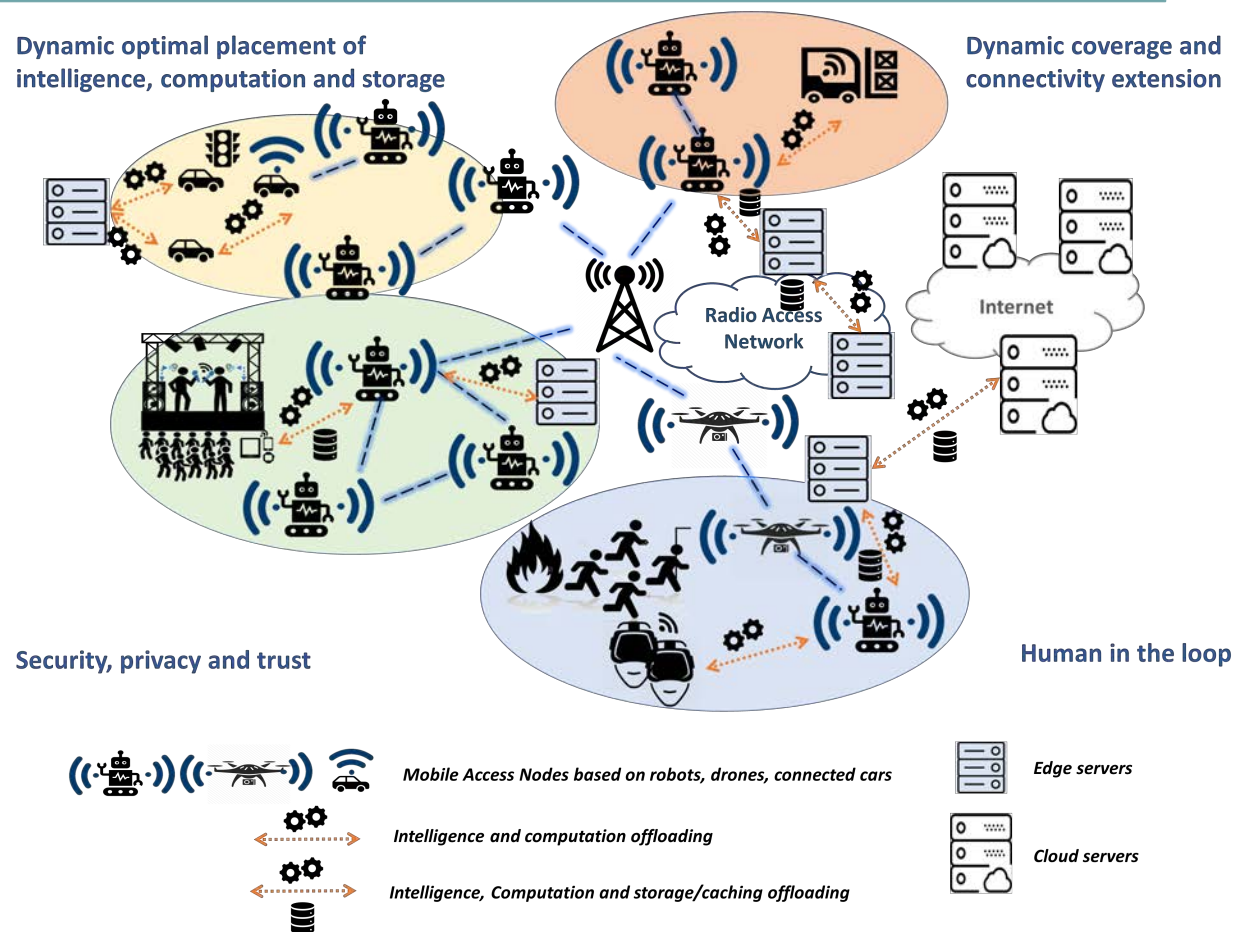 Dynamic optimal placement of
intelligence, computation and storage
Dynamic coverage and
connectivity extension
Internet
Radio Access
Network
Security, privacy and trust
Human in the loop
Mobile Access Nodes based on robots, drones, connected cars
Edge servers
Intelligence and computation offloading
Cloud servers
Intelligence, Computation and storage/caching offloading